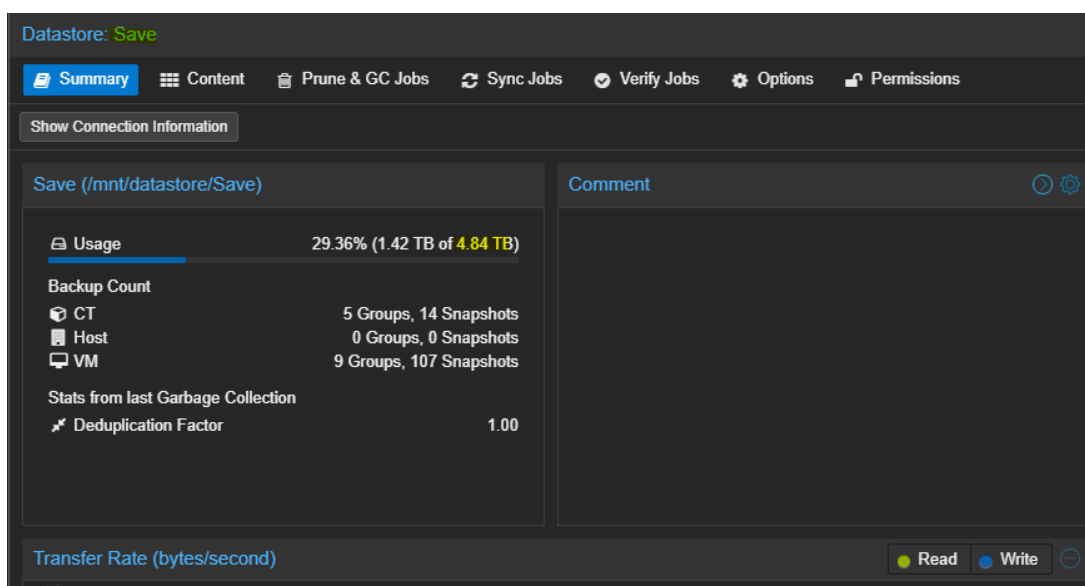 Datastore: Save
Summary Content Prune & GC Jobs Sync Jobs Verify Jobs Options Permissions
Show Connection Information
Save (/mnt/datastore/Save)
Comment
Usage 29.36% (1.42 TB of 4.84 TB)
Backup Count
CT 5 Groups, 14 Snapshots
Host 0 Groups, 0 Snapshots
VM 9 Groups, 107 Snapshots
Stats from last Garbage Collection
Deduplication Factor 1.00
Transfer Rate (bytes/second)
Read Write